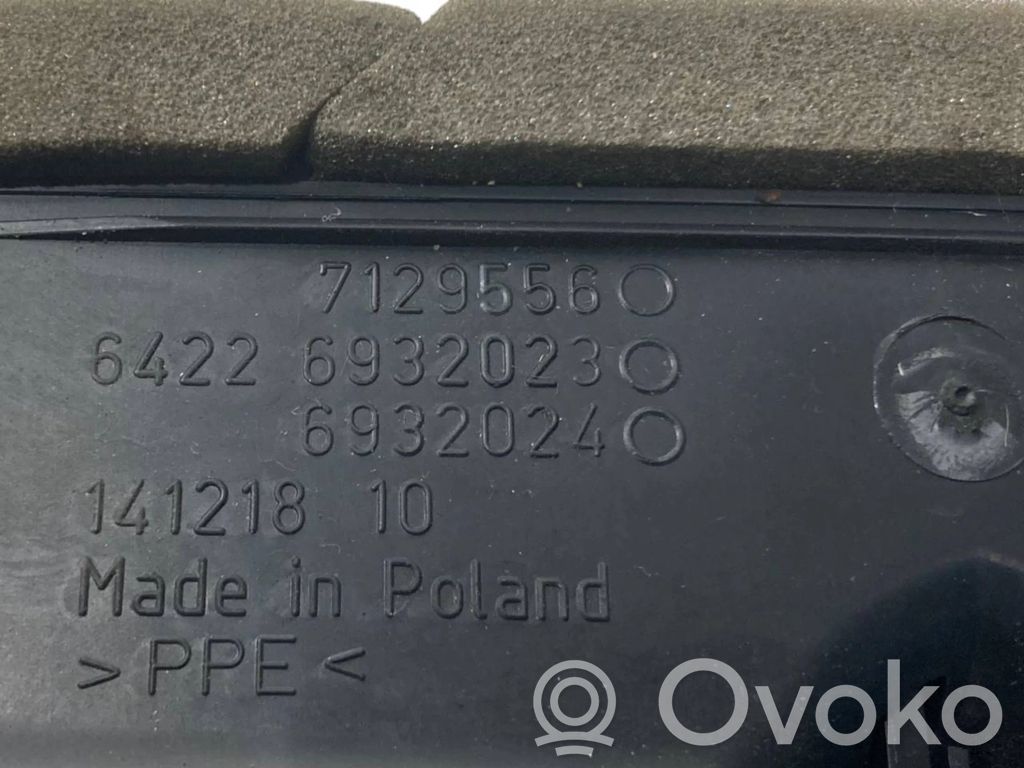 7129556
6422 6932023
6932024
141218 10
Made in Poland
>PPE<
Ovoko